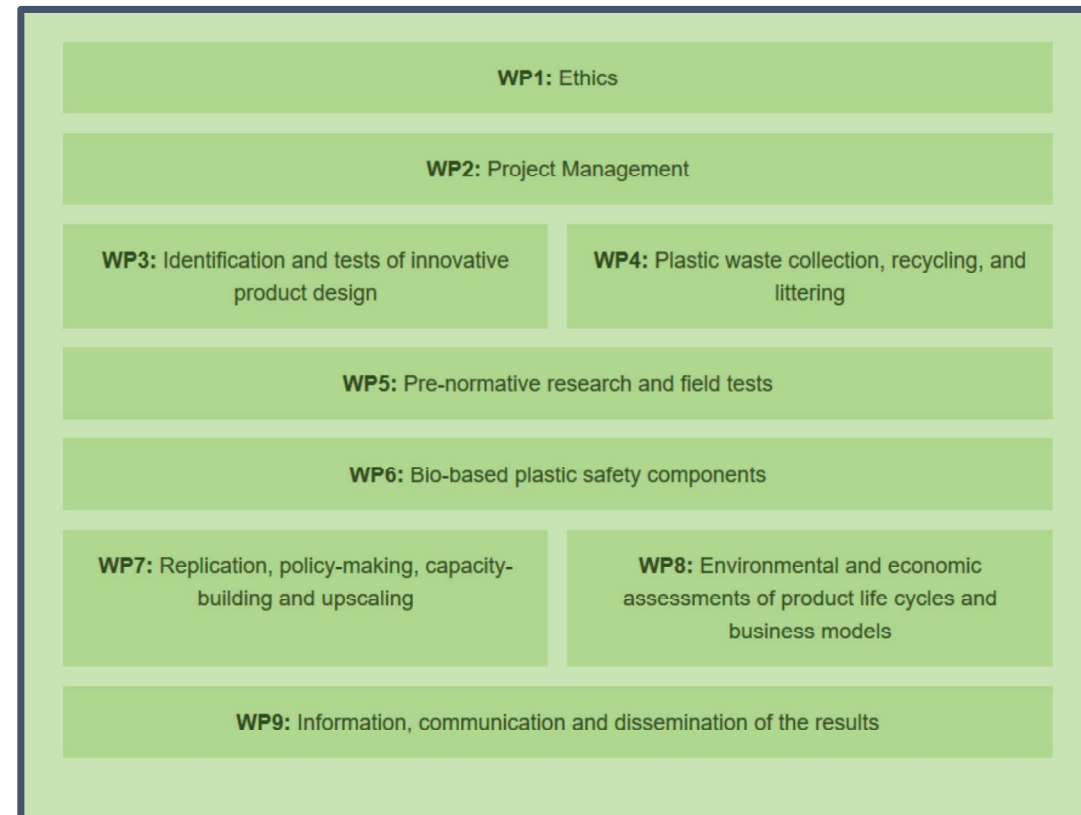 WP1: Ethics
WP2: Project Management
WP3: Identification and tests of innovative
product design
WP4: Plastic waste collection, recycling, and
littering
WP5: Pre-normative research and field tests
WP6: Bio-based plastic safety components
WP7: Replication, policy-making, capacity-
building and upscaling
WP8: Environmental and economic
assessments of product life cycles and
business models
WP9: Information, communication and dissemination of the results